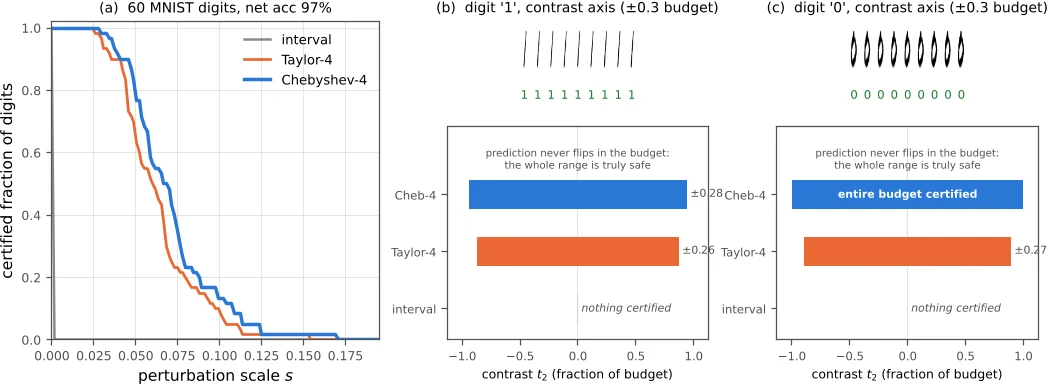 (a) 60 MNIST digits, net acc 97%
certified fraction of digits
1.0
0.8
0.6
0.4
0.2
0.0
interval
Taylor-4
Chebyshev-4
0.000 0.025 0.050 0.075 0.100 0.125 0.150 0.175
perturbation scale s
(b) digit '1', contrast axis (±0.3 budget)
1 1 1 1 1 1 1 1 1
prediction never flips in the budget:
the whole range is truly safe
Cheb-4
±0.28
Taylor-4
±0.26
interval
nothing certified
−1.0 −0.5 0.0 0.5 1.0
contrast t₂ (fraction of budget)
(c) digit '0', contrast axis (±0.3 budget)
0 0 0 0 0 0 0 0 0
prediction never flips in the budget:
the whole range is truly safe
Cheb-4
entire budget certified
Taylor-4
±0.27
interval
nothing certified
−1.0 −0.5 0.0 0.5 1.0
contrast t₂ (fraction of budget)